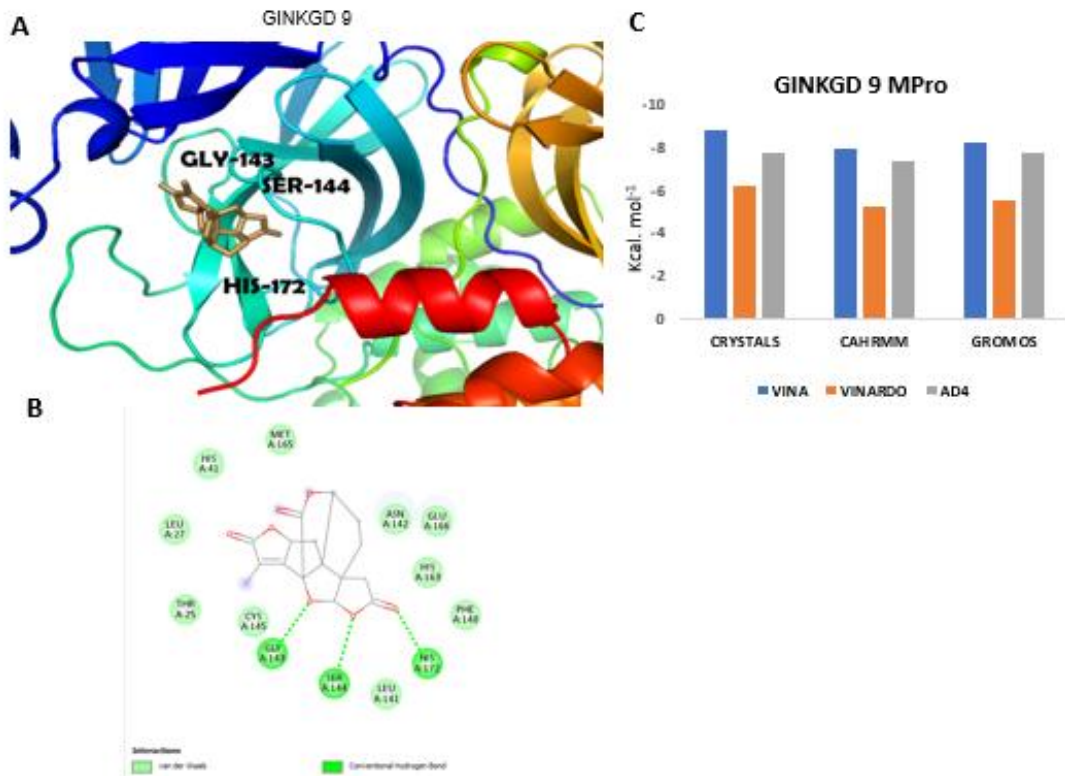 A
GINKGD 9
GLY-143
SER-144
HIS-172
B
MET
A:165
HIS
A:41
LEU
A:27
THR
A:25
CYS
A:145
GLY
A:143
SER
A:144
LEU
A:141
HIS
A:172
PHE
A:140
HIS
A:163
ASN
A:142
GLU
A:166
Interactions
van der Waals
Conventional Hydrogen Bond
C
GINKGD 9 MPro
Kcal. mol-1
-10
-8
-6
-4
-2
0
CRYSTALS
CAHRMM
GROMOS
VINA
VINARDO
AD4